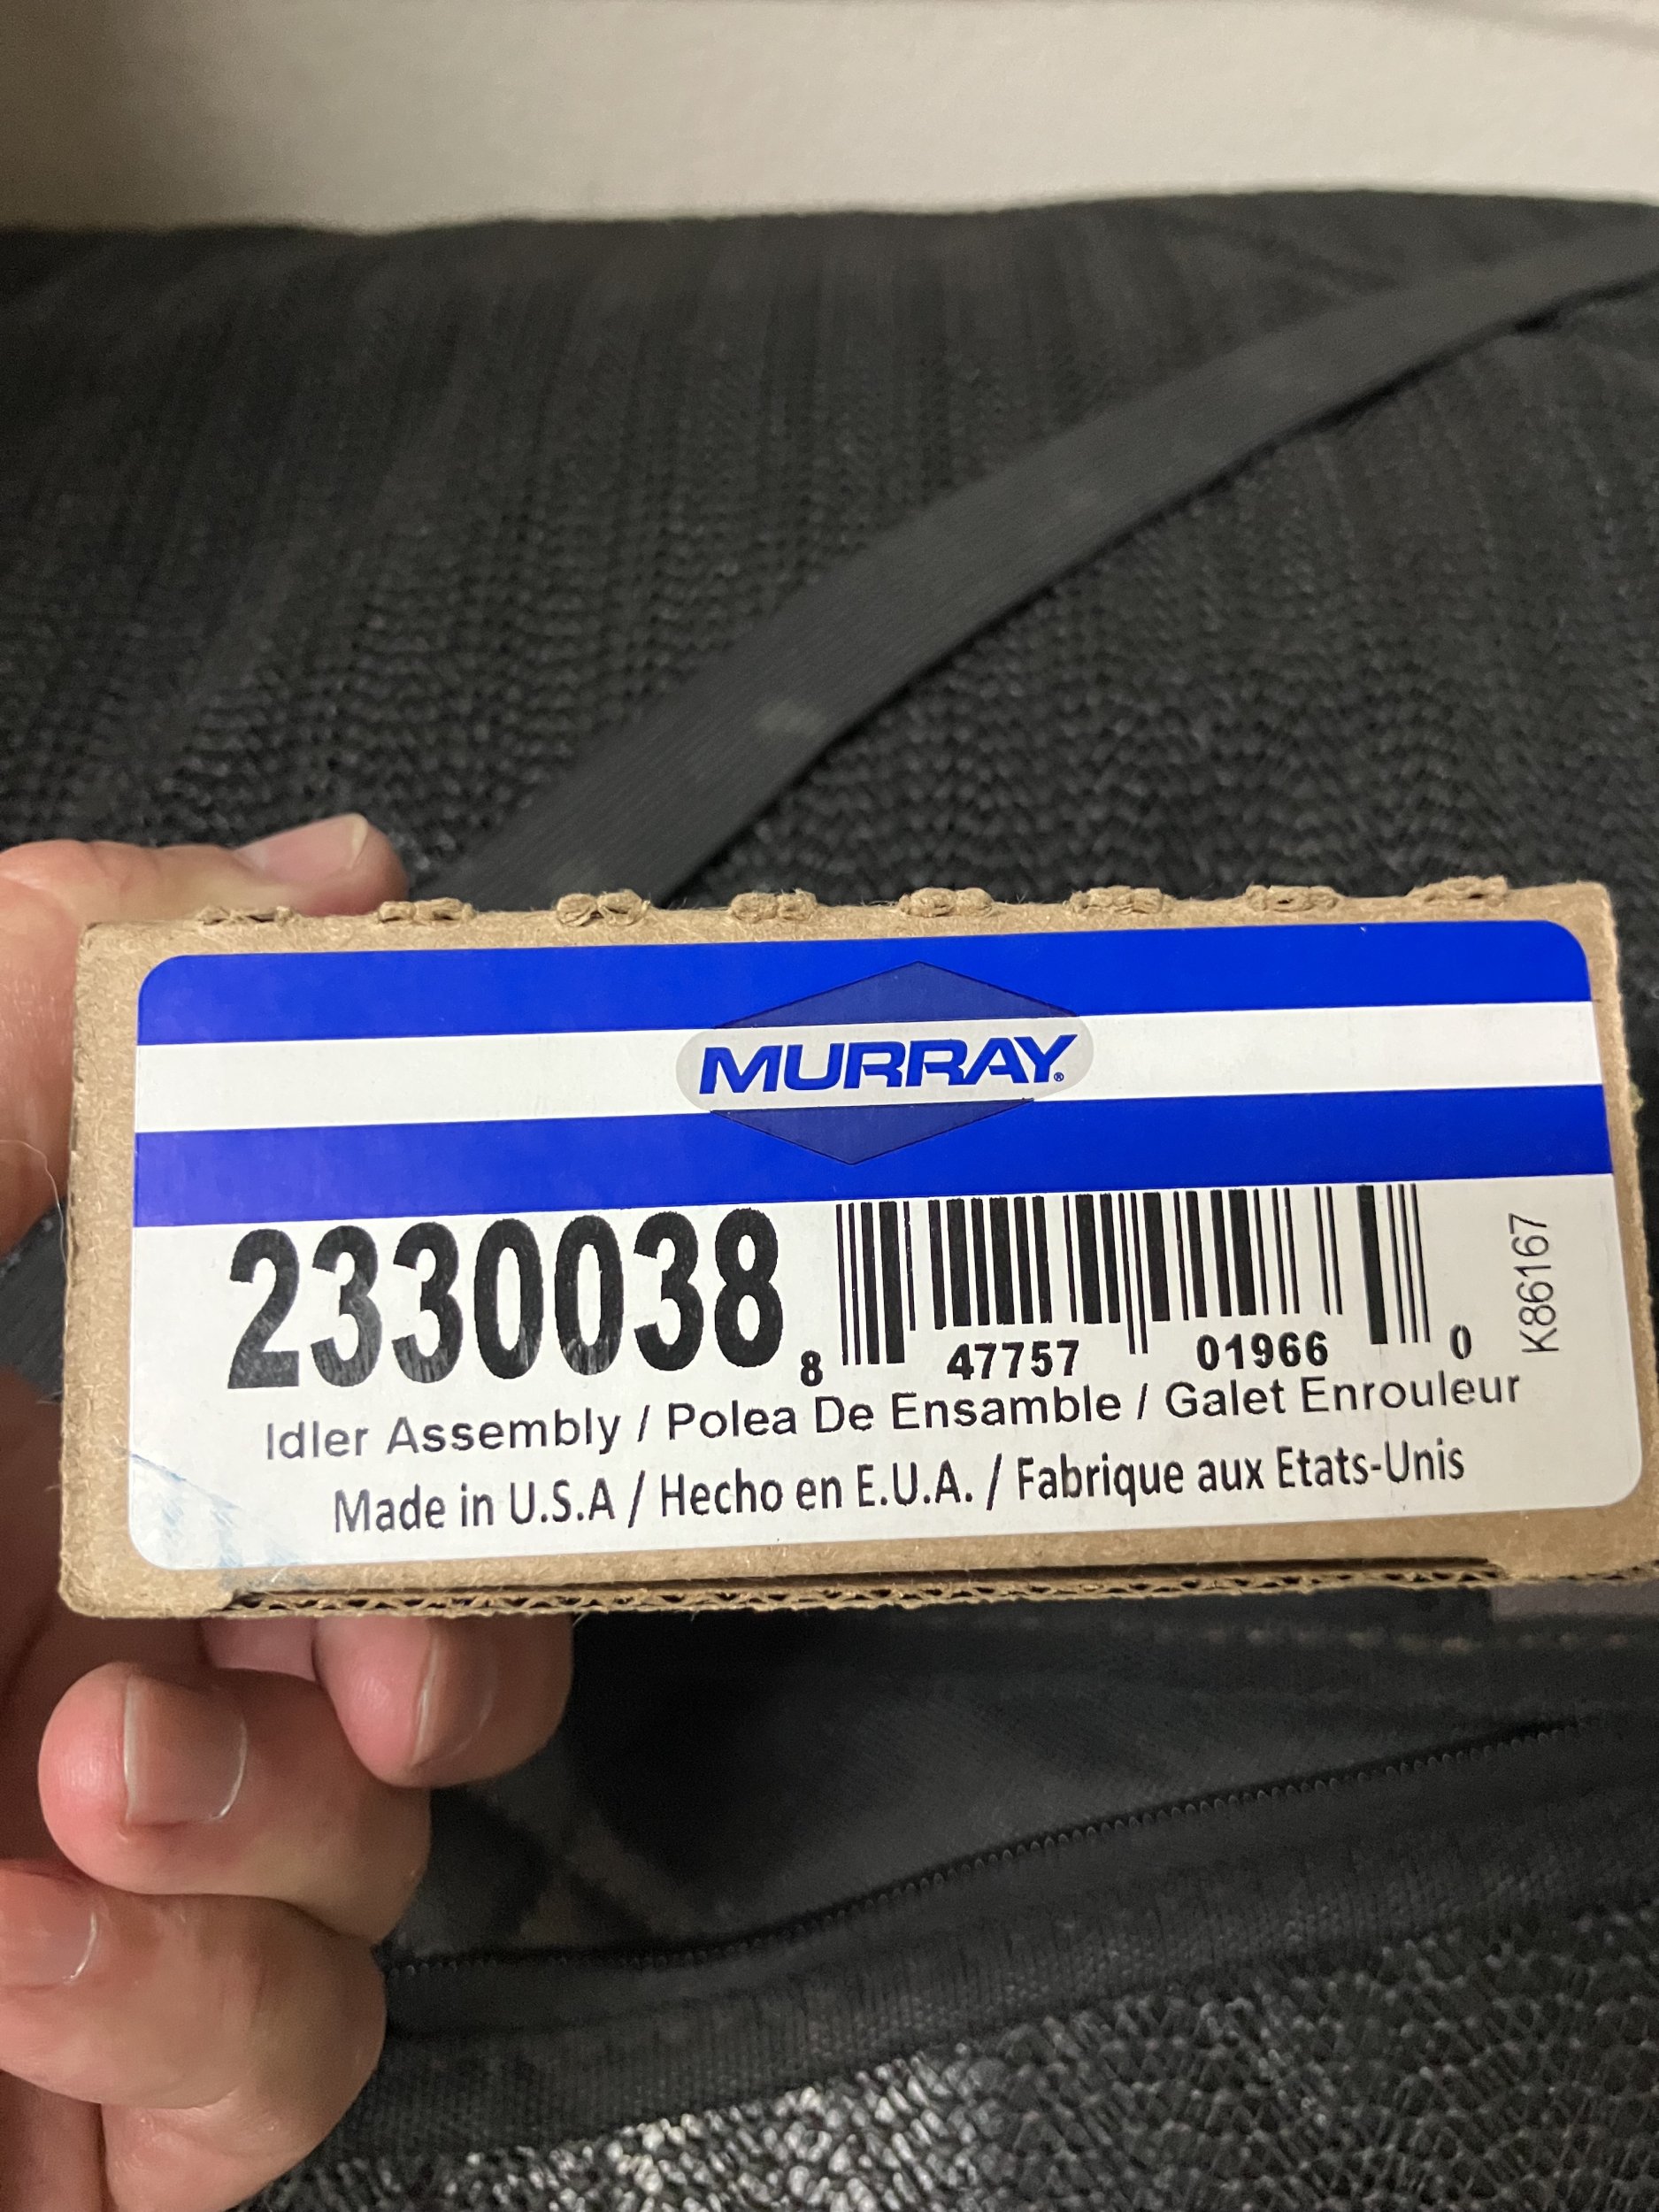 MURRAY®
2330038
8 47757 01966 0
K86167
Idler Assembly / Polea De Ensamble / Galet Enrouleur
Made in U.S.A / Hecho en E.U.A. / Fabrique aux Etats-Unis